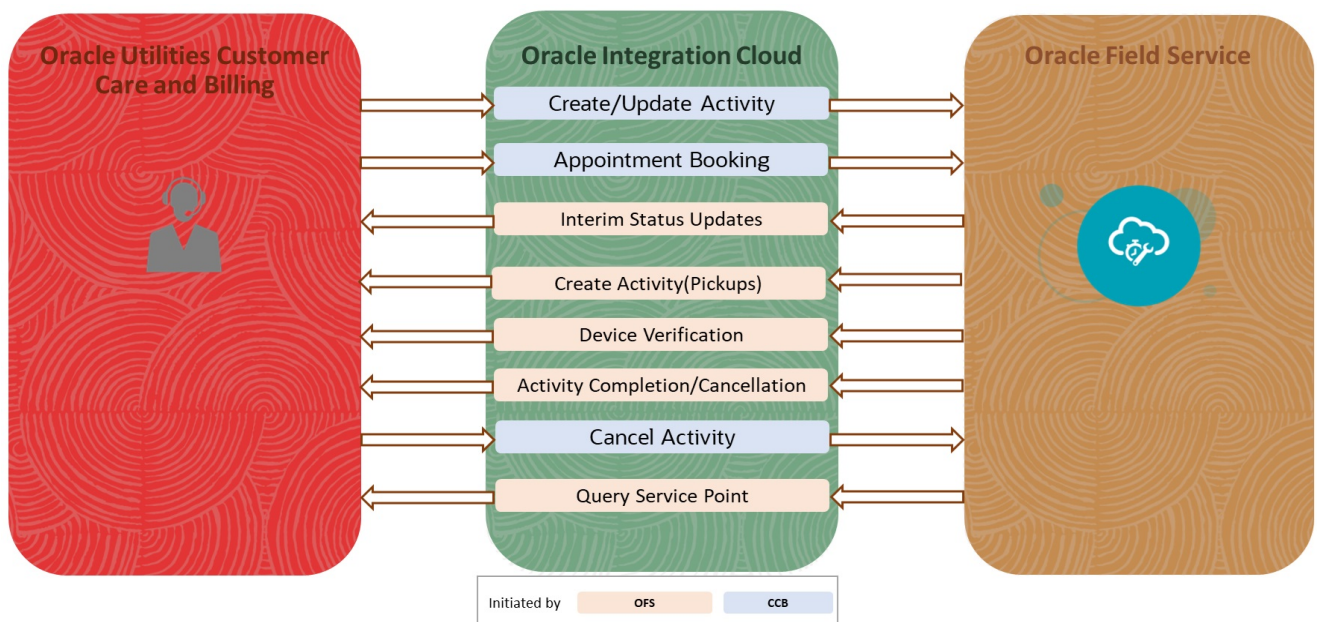 Oracle Utilities Customer
Care and Billing
Oracle Integration Cloud
Oracle Field Service
Create/Update Activity
Appointment Booking
Interim Status Updates
Create Activity(Pickups)
Device Verification
Activity Completion/Cancellation
Cancel Activity
Query Service Point
Initiated by
OFS
CCB